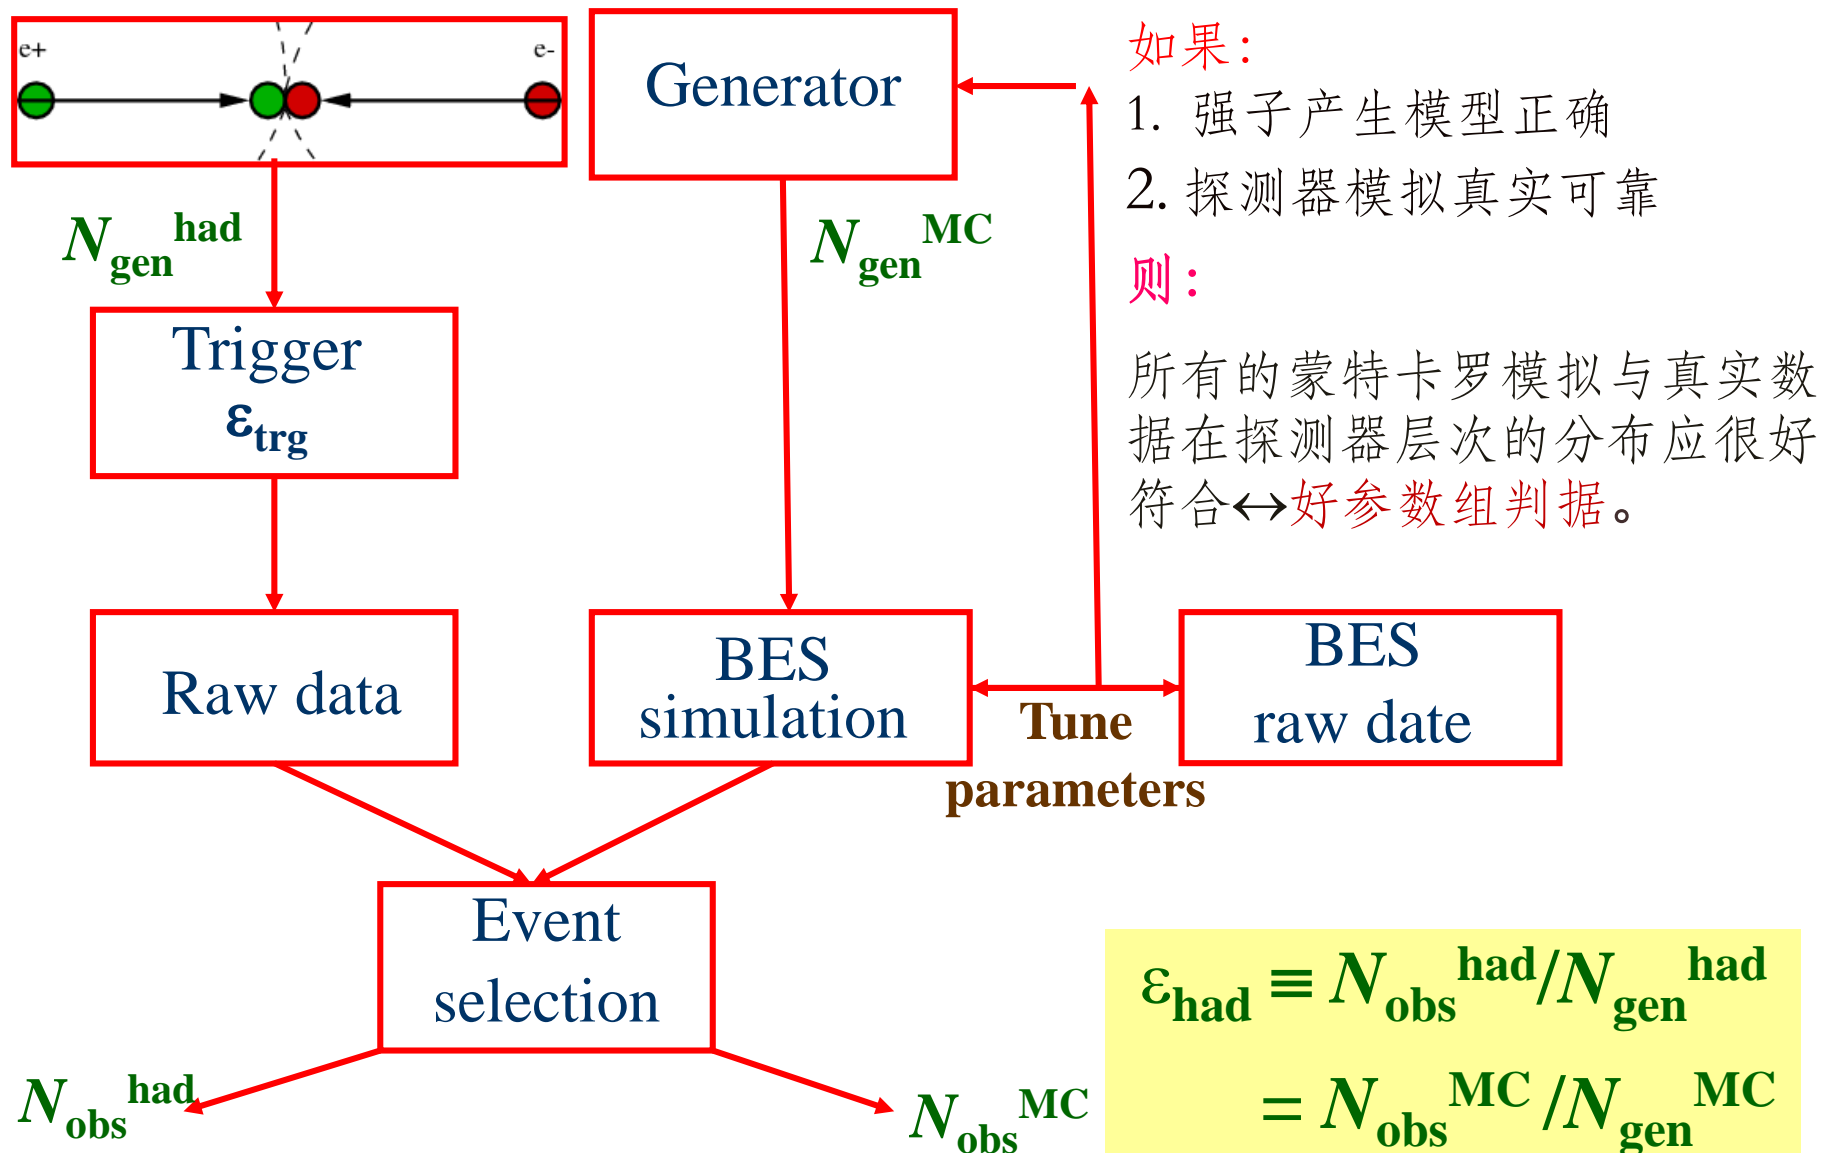 e+
e-
Generator
N_gen^had
N_gen^MC
Trigger
ε_trg
Raw data
BES
simulation
Tune
parameters
BES
raw date
Event
selection
N_obs^had
N_obs^MC
如果:
1. 强子产生模型正确
2. 探测器模拟真实可靠
则:
所有的蒙特卡罗模拟与真实数
据在探测器层次的分布应很好
符合↔好参数组判据。
ε_had ≡ N_obs^had/N_gen^had
= N_obs^MC/N_gen^MC